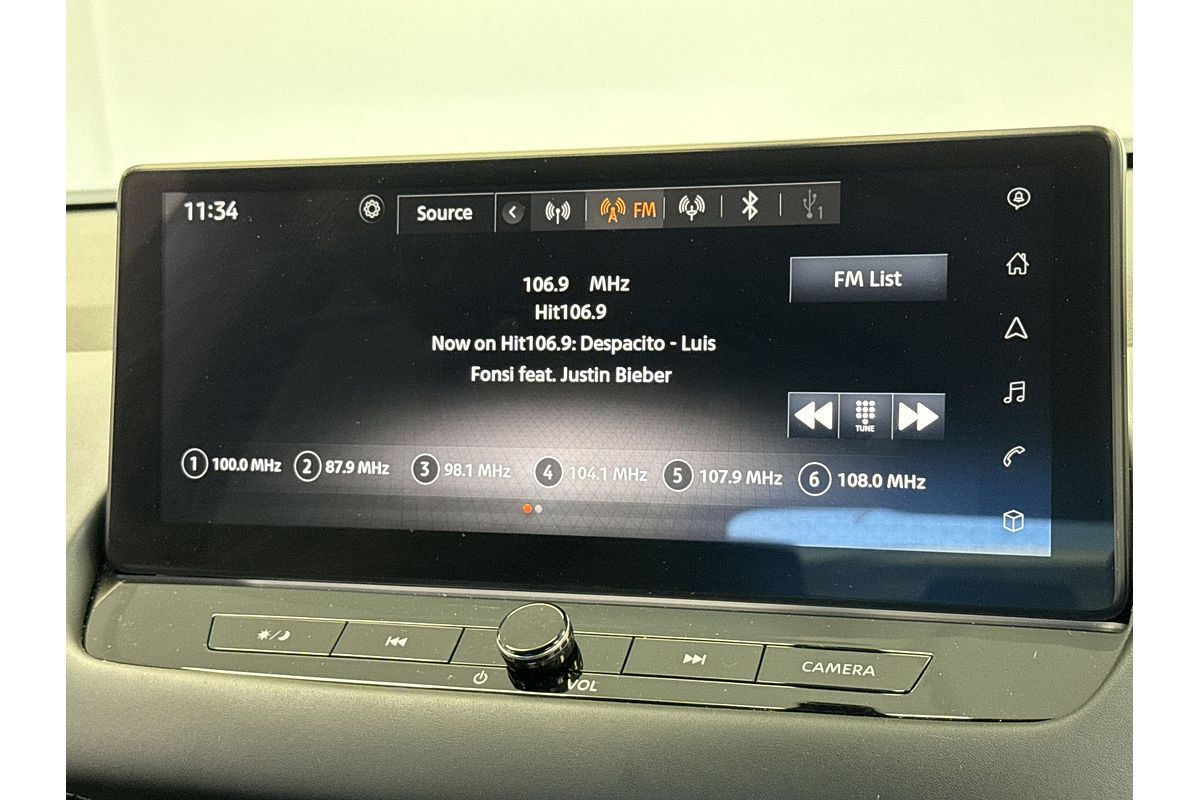 11:34
Source
FM
1
106.9 MHz
FM List
Hit106.9
Now on Hit106.9: Despacito - Luis
Fonsi feat. Justin Bieber
TUNE
1 100.0 MHz 2 87.9 MHz 3 98.1 MHz 4 104.1 MHz 5 107.9 MHz 6 108.0 MHz
VOL
CAMERA